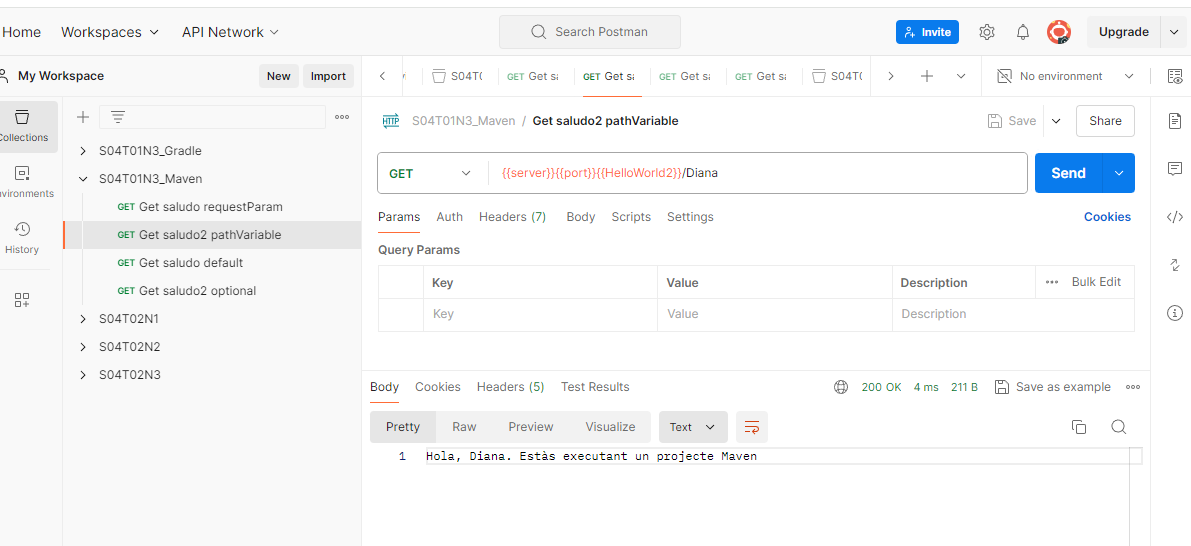 Home Workspaces API Network Search Postman Invite Upgrade
My Workspace New Import S04T0 GET Get sa GET Get sa GET Get sa GET Get sa S04T0 No environment
Collections
S04T01N3_Gradle
S04T01N3_Maven
GET Get saludo requestParam
GET Get saludo2 pathVariable
GET Get saludo default
GET Get saludo2 optional
S04T02N1
S04T02N2
S04T02N3
nvironments
History
HTTP S04T01N3_Maven / Get saludo2 pathVariable Save Share
GET {{server}}{{port}}{{HelloWorld2}}/Diana Send
Params Auth Headers (7) Body Scripts Settings Cookies
Query Params
Key Value Description Bulk Edit
Key Value Description
Body Cookies Headers (5) Test Results 200 OK 4 ms 211 B Save as example
Pretty Raw Preview Visualize Text
1 Hola, Diana. Estàs executant un projecte Maven